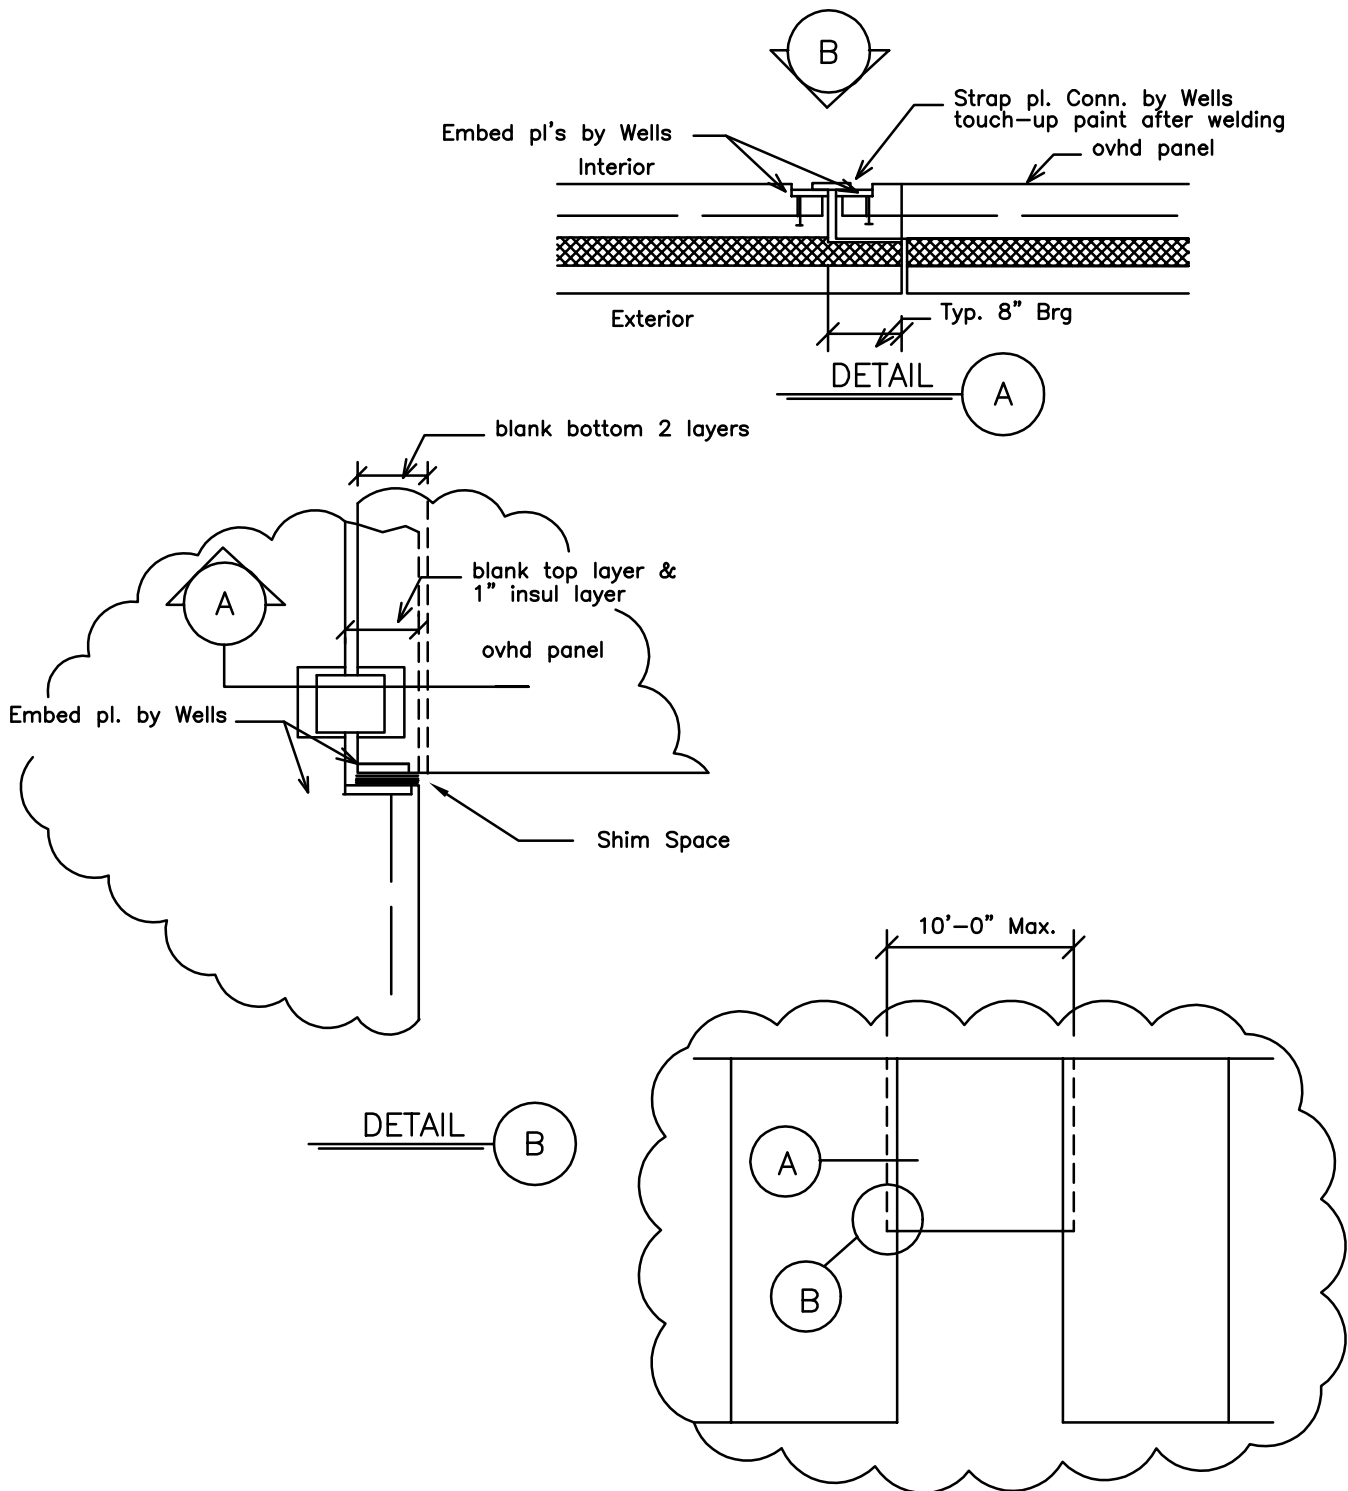 B
Strap pl. Conn. by Wells
touch-up paint after welding
Embed pl's by Wells
ovhd panel
Interior
Exterior
Typ. 8" Brg
DETAIL
A
blank bottom 2 layers
blank top layer &
1" insul layer
A
ovhd panel
Embed pl. by Wells
Shim Space
10'-0" Max.
DETAIL
B
A
B